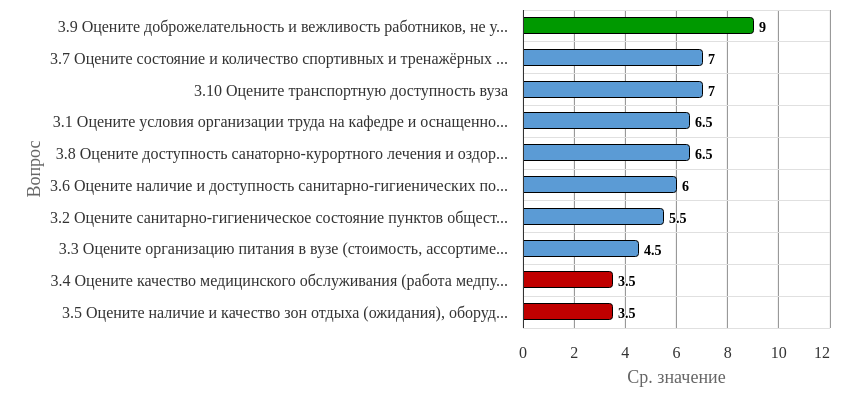 3.9 Оцените доброжелательность и вежливость работников, не у...
9
3.7 Оцените состояние и количество спортивных и тренажёрных ...
7
3.10 Оцените транспортную доступность вуза
7
3.1 Оцените условия организации труда на кафедре и оснащенно...
6.5
3.8 Оцените доступность санаторно-курортного лечения и оздор...
6.5
3.6 Оцените наличие и доступность санитарно-гигиенических по...
6
3.2 Оцените санитарно-гигиеническое состояние пунктов общест...
5.5
3.3 Оцените организацию питания в вузе (стоимость, ассортиме...
4.5
3.4 Оцените качество медицинского обслуживания (работа медпу...
3.5
3.5 Оцените наличие и качество зон отдыха (ожидания), оборуд...
3.5
Вопрос
0 2 4 6 8 10 12
Ср. значение